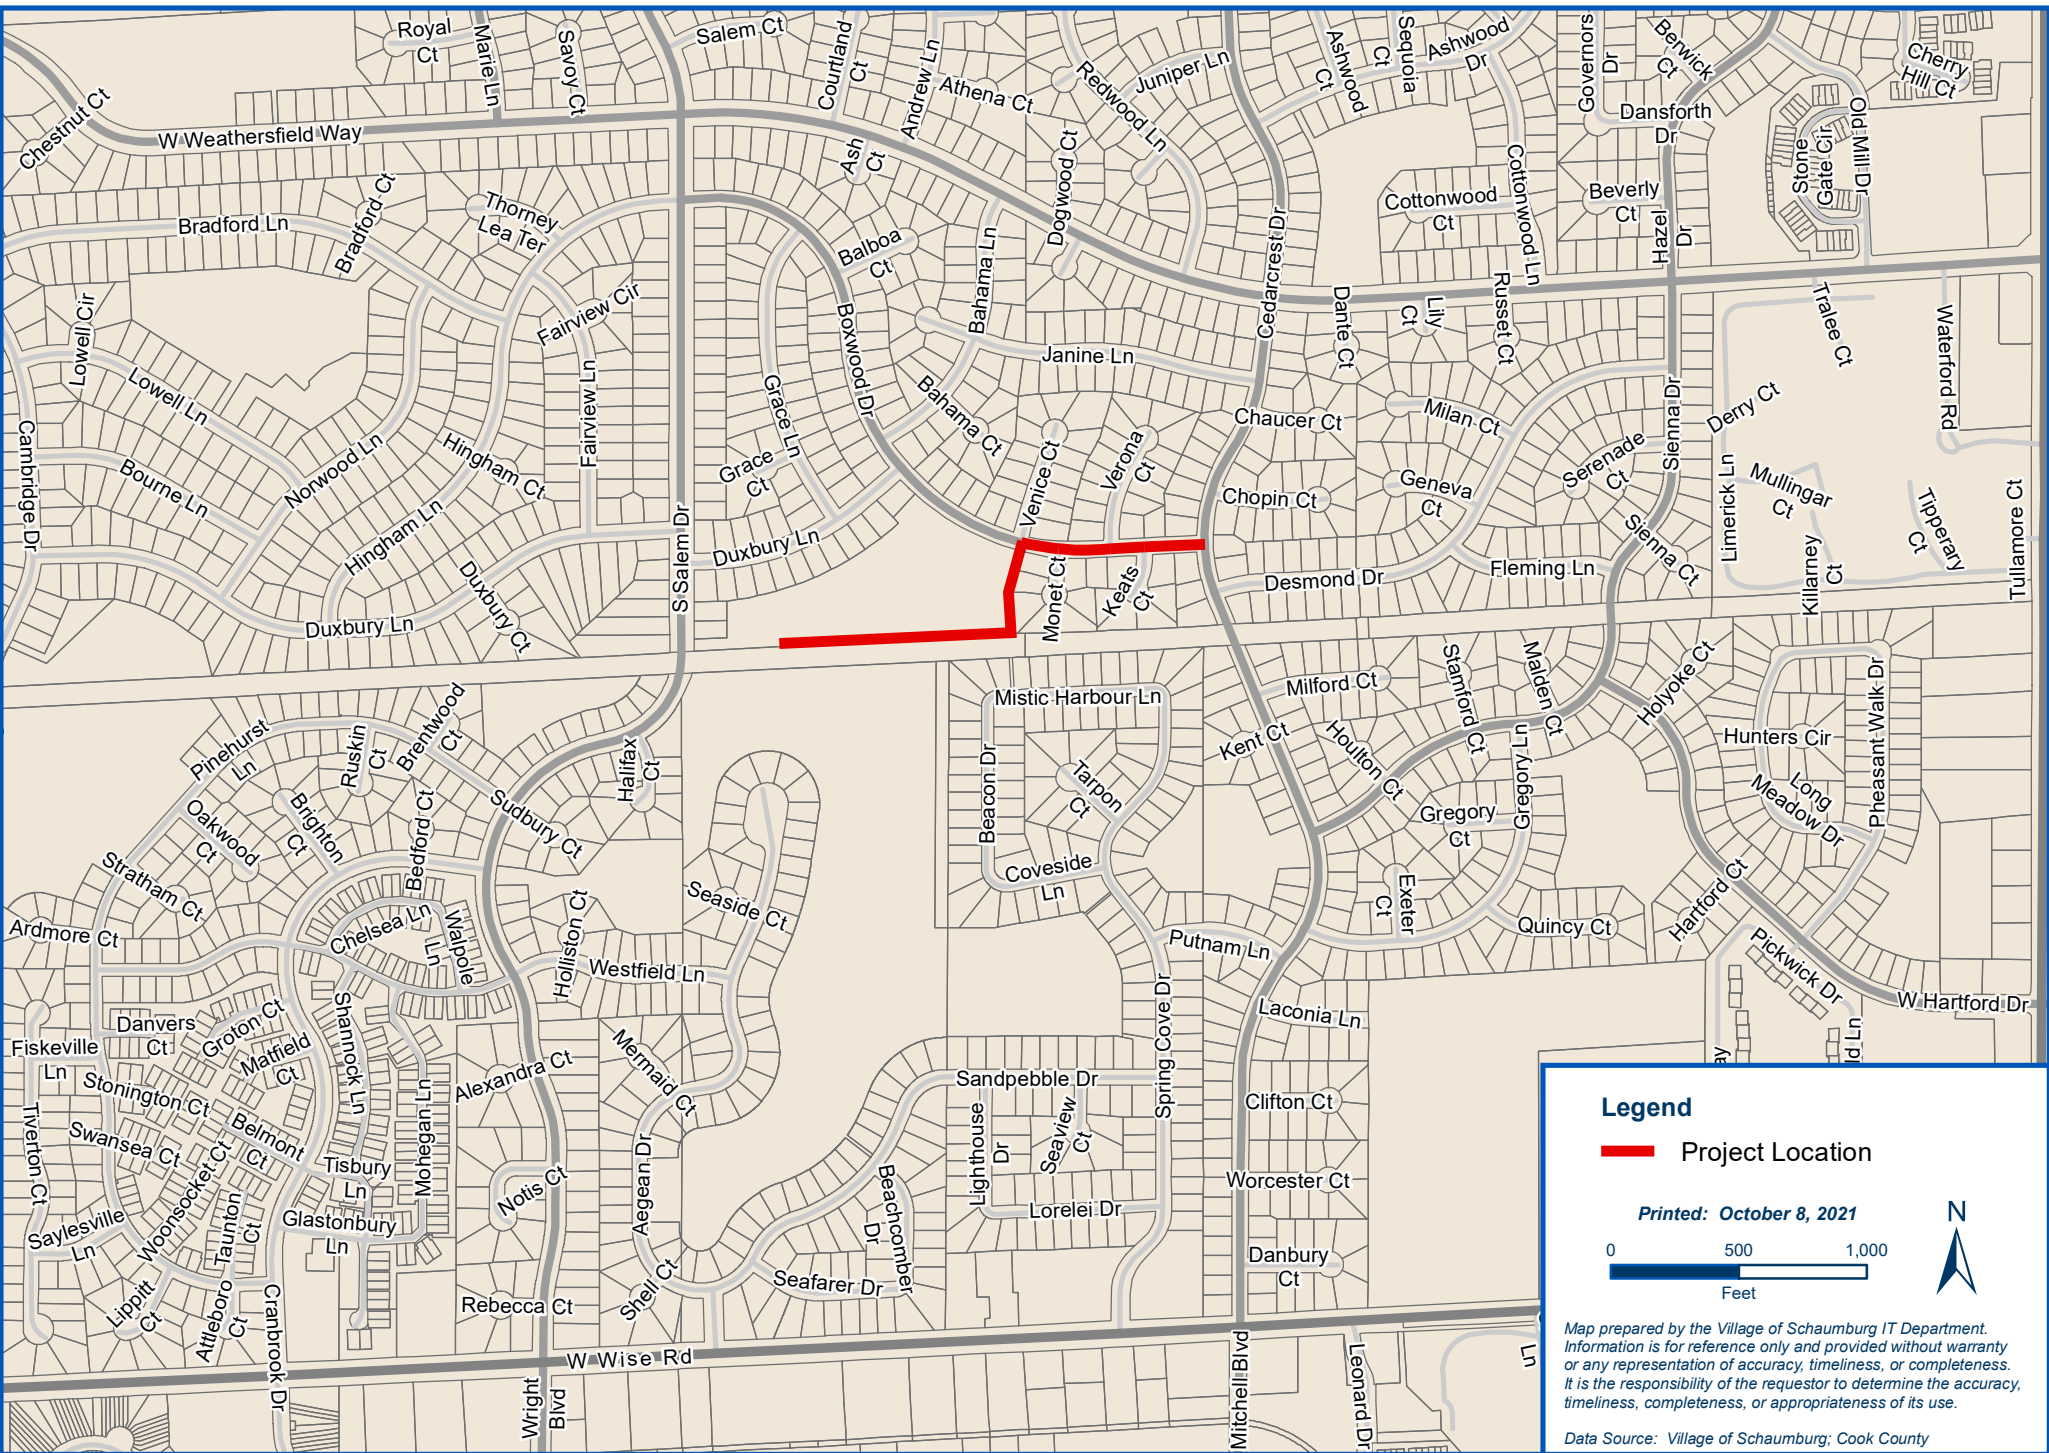 Royal
Ct
Marie Ln
Savoy Ct
Salem Ct
Courtland
Ct
Andrew Ln
Athena Ct
Redwood Ln
Juniper Ln
Ashwood
Ct
Sequoia
Ct
Ashwood
Dr
Governors
Dr
Berwick
Ct
Dansforth
Dr
Cherry
Hill Ct
Old Mill Dr
Stone
Gate Cir
Chestnut Ct
W Weathersfield Way
Ash
Ct
Dogwood Ct
Cottonwood
Ct
Cottonwood Ln
Beverly
Ct
Hazel
Dr
Bradford Ln
Bradford Ct
Thorney
Lea Ter
Balboa
Ct
Bahama Ln
Cedarcrest Dr
Fairview Cir
Lowell Cir
Boxwood Dr
Janine Ln
Dante Ct
Lily
Ct
Russet Ct
Tralee Ct
Waterford Rd
Lowell Ln
Fairview Ln
Grace Ln
Bahama Ct
Chaucer Ct
Milan Ct
Sienna Dr
Derry Ct
Cambridge Dr
Bourne Ln
Norwood Ln
Hingham Ct
Grace
Ct
Venice Ct
Verona
Ct
Chopin Ct
Geneva
Ct
Serenade
Ct
Limerick Ln
Mullingar
Ct
Tipperary
Ct
Tullamore Ct
Hingham Ln
S Salem Dr
Duxbury Ln
Sienna Ct
Killarney
Ct
Duxbury Ct
Duxbury Ln
Monet Ct
Keats
Ct
Desmond Dr
Fleming Ln
Mistic Harbour Ln
Milford Ct
Stamford Ct
Malden Ct
Holyoke Ct
Pheasant Walk Dr
Pinehurst
Ln
Ruskin
Ct
Brentwood
Ct
Halifax
Ct
Beacon Dr
Tarpon
Ct
Kent Ct
Houlton Ct
Gregory Ln
Gregory
Ct
Hunters Cir
Long
Meadow Dr
Oakwood
Ct
Brighton
Ct
Bedford Ct
Sudbury Ct
Stratham Ct
Seaside Ct
Coveside
Ln
Exeter
Ct
Quincy Ct
Hartford Ct
Ardmore Ct
Chelsea Ln
Walpole
Ln
Holliston Ct
Westfield Ln
Putnam Ln
Pickwick Dr
W Hartford Dr
Danvers
Ct
Groton Ct
Matfield
Ct
Shannock Ln
Mermaid Ct
Spring Cove Dr
Laconia Ln
Fiskeville
Ln
Stonington Ct
Alexandra Ct
Sandpebble Dr
Clifton Ct
ay
ld Ln
Tiverton Ct
Swansea Ct
Belmont
Ct
Tisbury
Ln
Mohegan Ln
Notis Ct
Aegean Dr
Beachcomber
Dr
Lighthouse
Dr
Seaview
Ct
Lorelei Dr
Worcester Ct
Saylesville
Ln
Woonsocket Ct
Taunton
Ct
Glastonbury
Ln
Danbury
Ct
Lippitt
Ct
Attleboro
Ct
Cranbrook Dr
Rebecca Ct
Shell Ct
Seafarer Dr
W Wise Rd
Wright
Blvd
Mitchell Blvd
Leonard Dr
Ln
Legend
Project Location
Printed: October 8, 2021
N
0 500 1,000
Feet
Map prepared by the Village of Schaumburg IT Department.
Information is for reference only and provided without warranty
or any representation of accuracy, timeliness, or completeness.
It is the responsibility of the requestor to determine the accuracy,
timeliness, completeness, or appropriateness of its use.
Data Source: Village of Schaumburg; Cook County